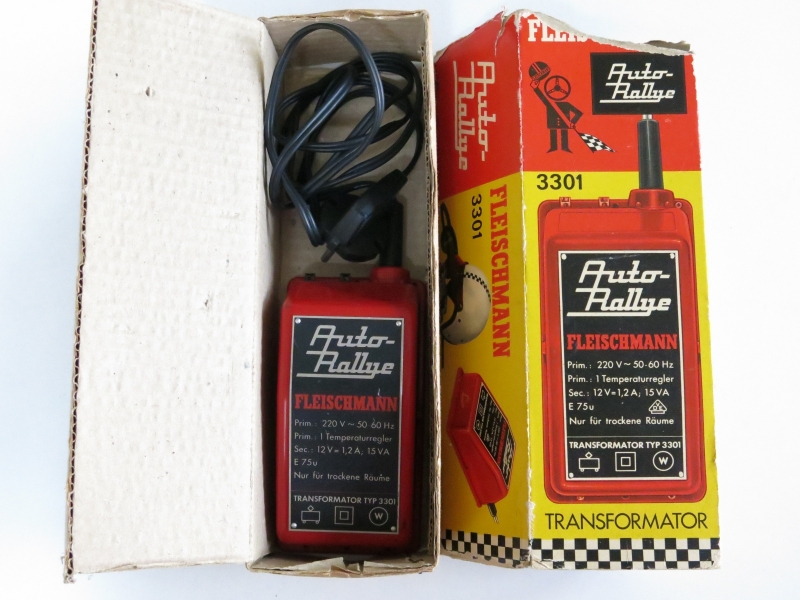 Auto-
Rallye
FLEISCHMANN
Prim.: 220 V ~ 50-60 Hz
Prim.: 1 Temperaturregler
Sec.: 12 V = 1,2 A; 15 VA
E 75u
Nur für trockene Räume
TRANSFORMATOR TYP 3301
W
Auto-
Rallye
FLEISCHMANN
3301
Auto-
Rallye
3301
Auto-
Rallye
FLEISCHMANN
Prim.: 220 V ~ 50-60 Hz
Prim.: 1 Temperaturregler
Sec.: 12 V = 1,2 A; 15 VA
E 75u
Nur für trockene Räume
TRANSFORMATOR TYP 3301
W
TRANSFORMATOR